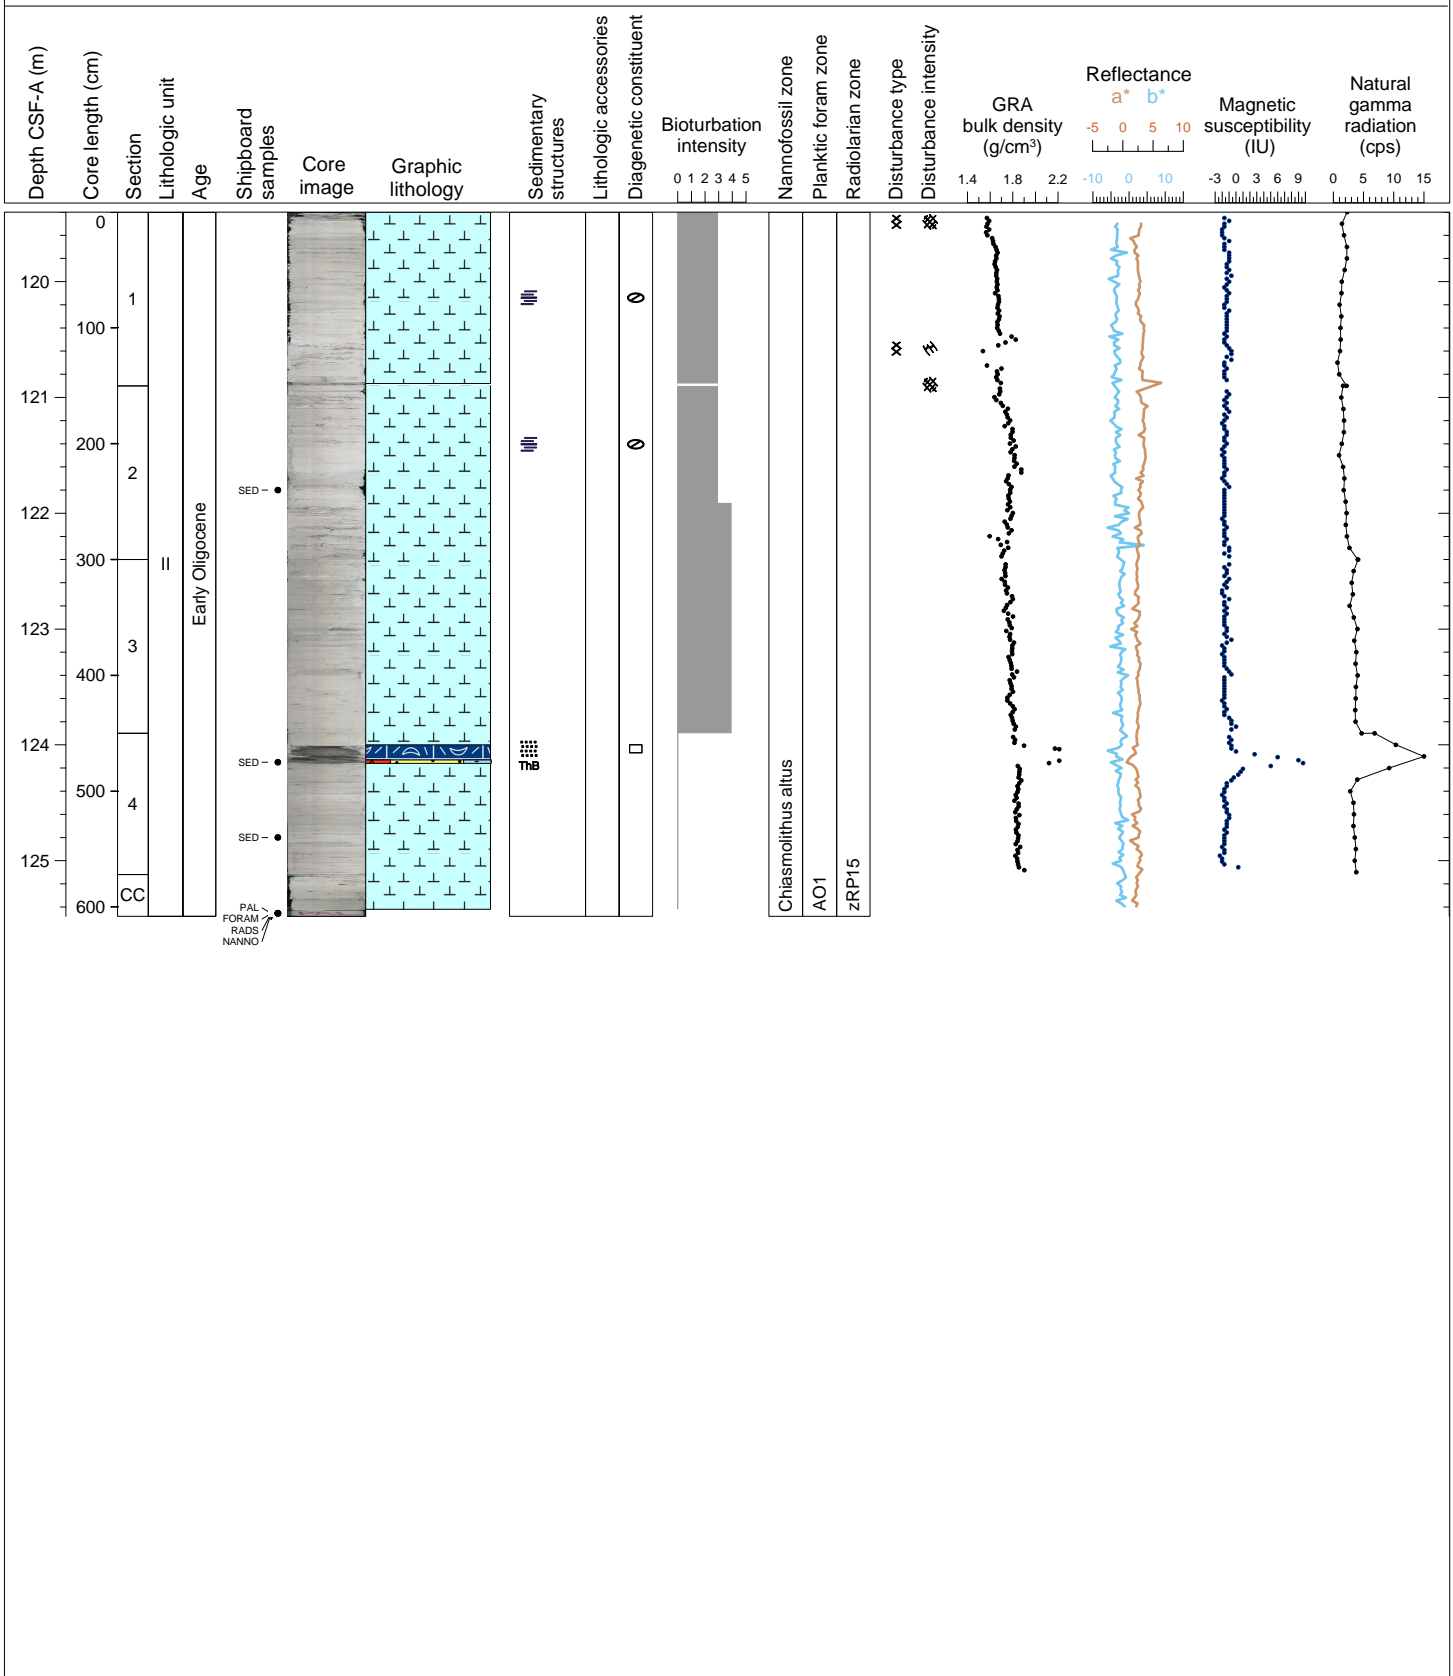 Depth CSF-A (m)
Core length (cm)
Section
Lithologic unit
Age
Shipboard
samples
Core
image
Graphic
lithology
Sedimentary
structures
Lithologic accessories
Diagenetic constituent
Bioturbation
intensity
0 1 2 3 4 5
Nannofossil zone
Planktic foram zone
Radiolarian zone
Disturbance type
Disturbance intensity
GRA
bulk density
(g/cm³)
1.4 1.8 2.2
Reflectance
a* b*
-5 0 5 10
-10 0 10
Magnetic
susceptibility
(IU)
-3 0 3 6 9
Natural
gamma
radiation
(cps)
0 5 10 15
120
121
122
123
124
125
0
100
200
300
400
500
600
1
2
3
4
CC
II
Early Oligocene
SED
SED
SED
PAL
FORAM
RADS
NANNO
ThB
Chiasmolithus altus
AO1
zRP15